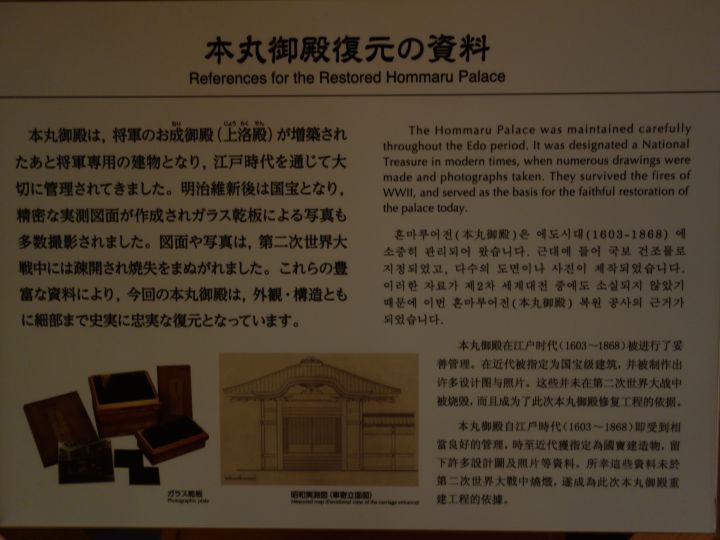 本丸御殿復元の資料
References for the Restored Hommaru Palace
本丸御殿は，将軍のお成御殿（上洛殿）が増築され
たあと将軍専用の建物となり，江戸時代を通じて大
切に管理されてきました。明治維新後は国宝となり，
精密な実測図面が作成されガラス乾板による写真も
多数撮影されました。図面や写真は，第二次世界大
戦中には疎開され焼失をまぬがれました。これらの豊
富な資料により，今回の本丸御殿は，外観・構造とも
に細部まで史実に忠実な復元となっています。
The Hommaru Palace was maintained carefully
throughout the Edo period. It was designated a National
Treasure in modern times, when numerous drawings were
made and photographs taken. They survived the fires of
WWII, and served as the basis for the faithful restoration of
the palace today.
혼마루어전(本丸御殿)은 에도시대(1603-1868) 에
소중히 관리되어 왔습니다. 근대에 들어 국보 건조물로
지정되었고, 다수의 도면이나 사진이 제작되었습니다.
이러한 자료가 제2차 세계대전 중에도 소실되지 않았기
때문에 이번 혼마루어전(本丸御殿) 복원 공사의 근거가
되었습니다.
本丸御殿在江户时代（1603～1868）被进行了妥
善管理。在近代被指定为国宝级建筑，并被制作出
许多设计图与照片。这些并未在第二次世界大战中
被烧毁，而且成为了此次本丸御殿修复工程的依据。
本丸御殿自江戶時代（1603～1868）即受到相
當良好的管理，時至近代獲指定為國寶建造物，留
下許多設計圖及照片等資料。所幸這些資料未於
第二次世界大戰中燒燬，遂成為此次本丸御殿重
建工程的依據。
ガラス乾板
Photographic plate
昭和実測図（車寄立面図）
Measured map (Elevational view of the carriage entrance)